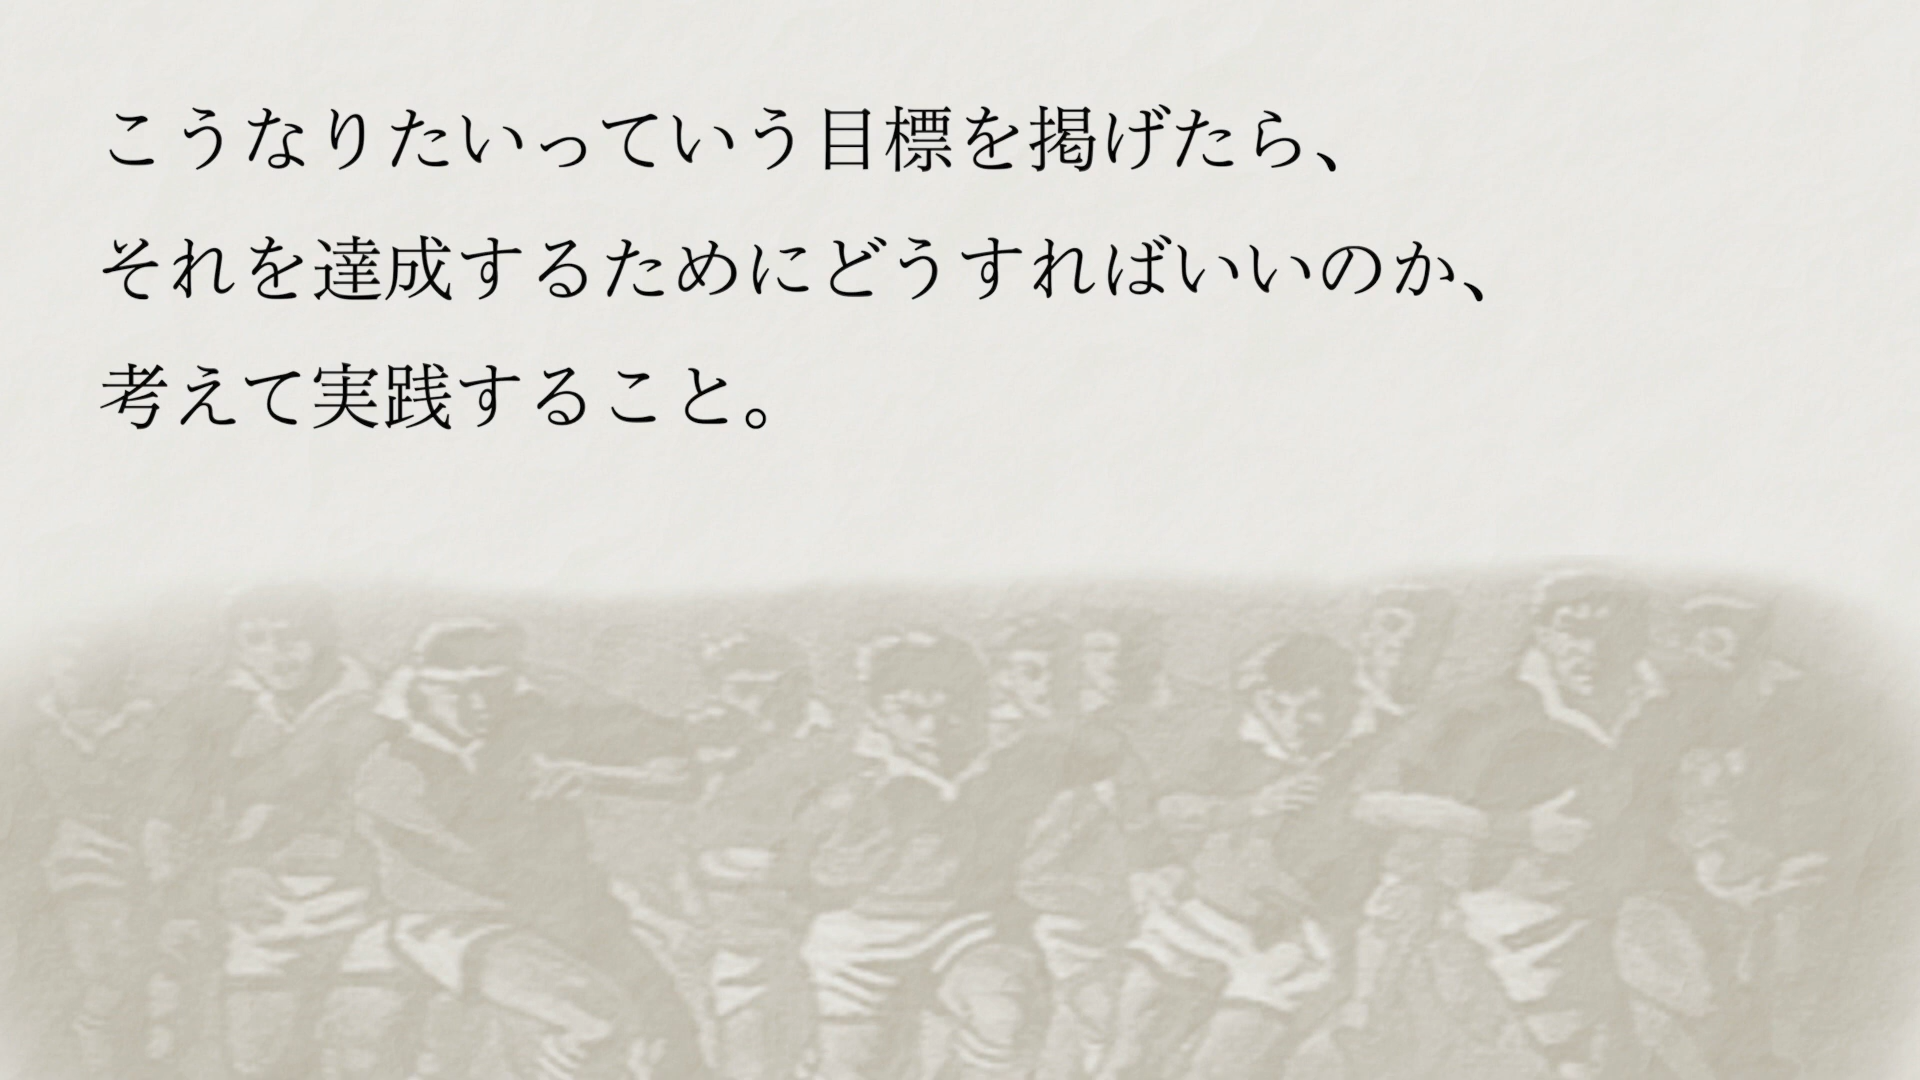 こうなりたいっていう目標を掲げたら、
それを達成するためにどうすればいいのか、
考えて実践すること。